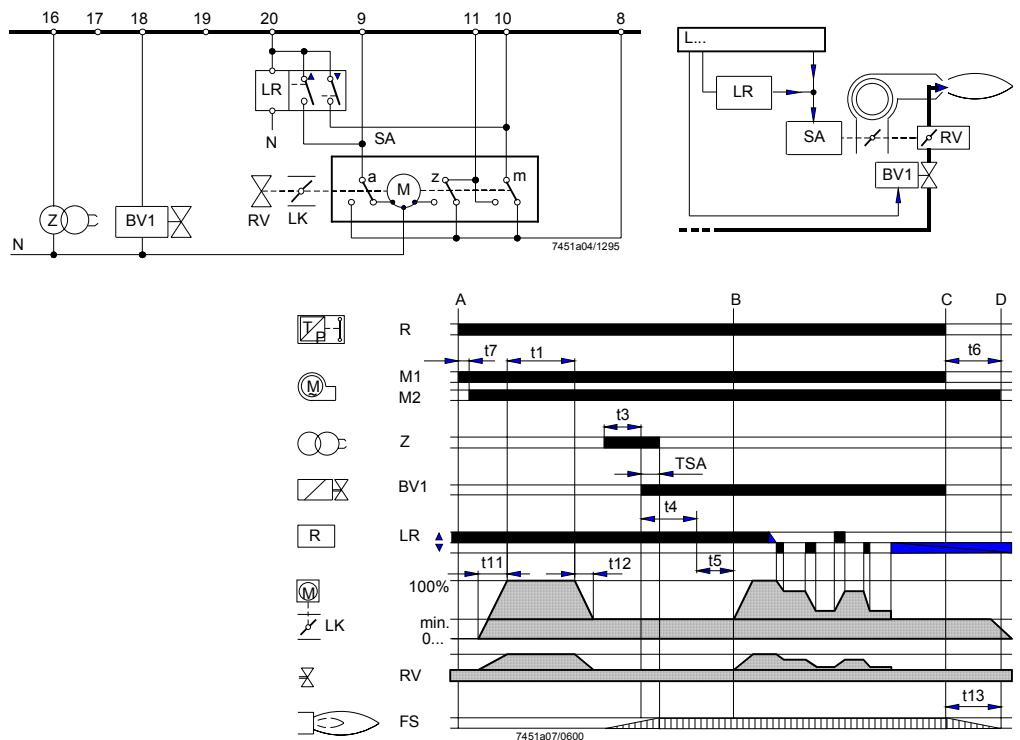 16 17 18 19 20 9 11 10 8
LR
N
SA
a z m
M
RV LK
Z BV1
N
7451a04/1295
L...
LR
SA
RV
BV1
A B C D
T P R
t7 t1 t6
M1
M M2
t3
Z
TSA
BV1
t4
R LR
t5
t11 t12
100%
M
LK
min.
0...
RV
t13
FS
7451a07/0600